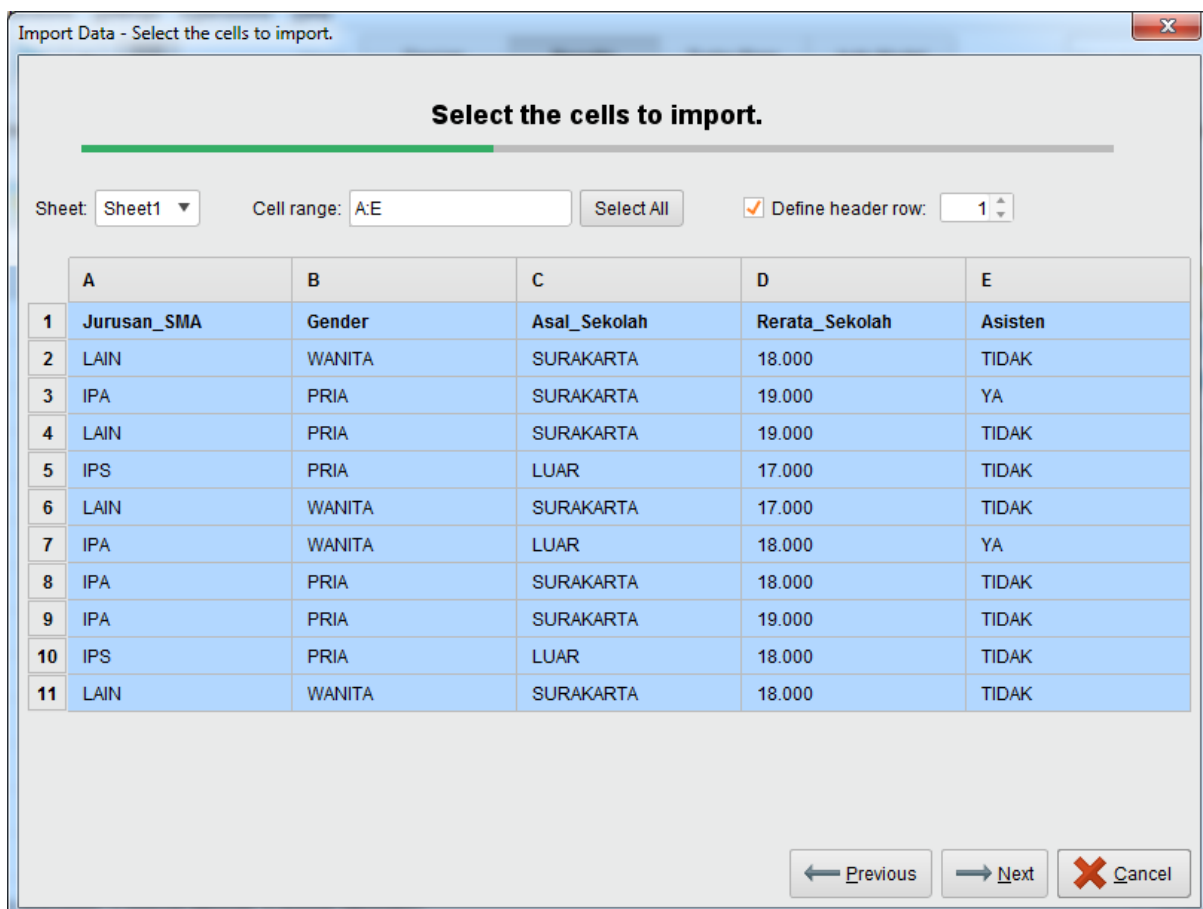 Import Data - Select the cells to import.
Select the cells to import.
Sheet: Sheet1 Cell range: A:E Select All Define header row: 1
A B C D E
1 Jurusan_SMA Gender Asal_Sekolah Rerata_Sekolah Asisten
2 LAIN WANITA SURAKARTA 18.000 TIDAK
3 IPA PRIA SURAKARTA 19.000 YA
4 LAIN PRIA SURAKARTA 19.000 TIDAK
5 IPS PRIA LUAR 17.000 TIDAK
6 LAIN WANITA SURAKARTA 17.000 TIDAK
7 IPA WANITA LUAR 18.000 YA
8 IPA PRIA SURAKARTA 18.000 TIDAK
9 IPA PRIA SURAKARTA 19.000 TIDAK
10 IPS PRIA LUAR 18.000 TIDAK
11 LAIN WANITA SURAKARTA 18.000 TIDAK
Previous Next Cancel